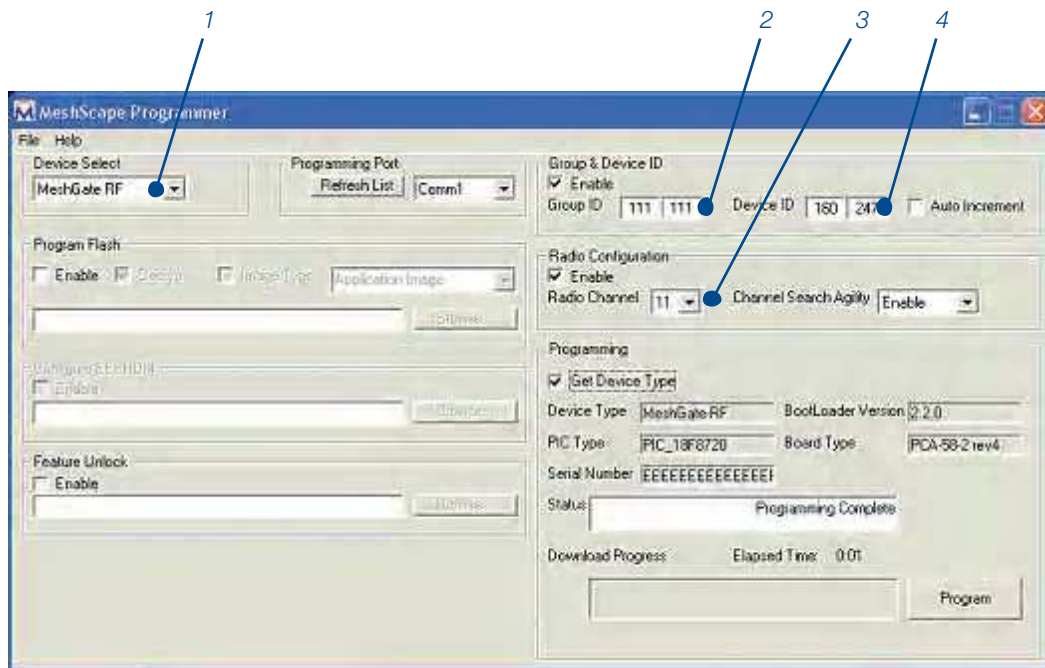 1 2 3 4
MeshScape Programmer
File Help
Device Select
MeshGate RF
Programming Port
Refresh List Comm1
Group & Device ID
Enable
Group ID 111 111 Device ID 160 247 Auto Increment
Program Flash
Enable Application Image
Radio Configuration
Enable
Radio Channel 11 Channel Search Agility Enable
Configure EEPROM
Enable
Feature Unlock
Enable
Programming
Get Device Type
Device Type MeshGate-RF BootLoader Version 2.2.0
PIC Type PIC_18F8720 Board Type PCA-58-2 rev4
Serial Number
Status Programming Complete
Download Progress Elapsed Time: 0:01
Program